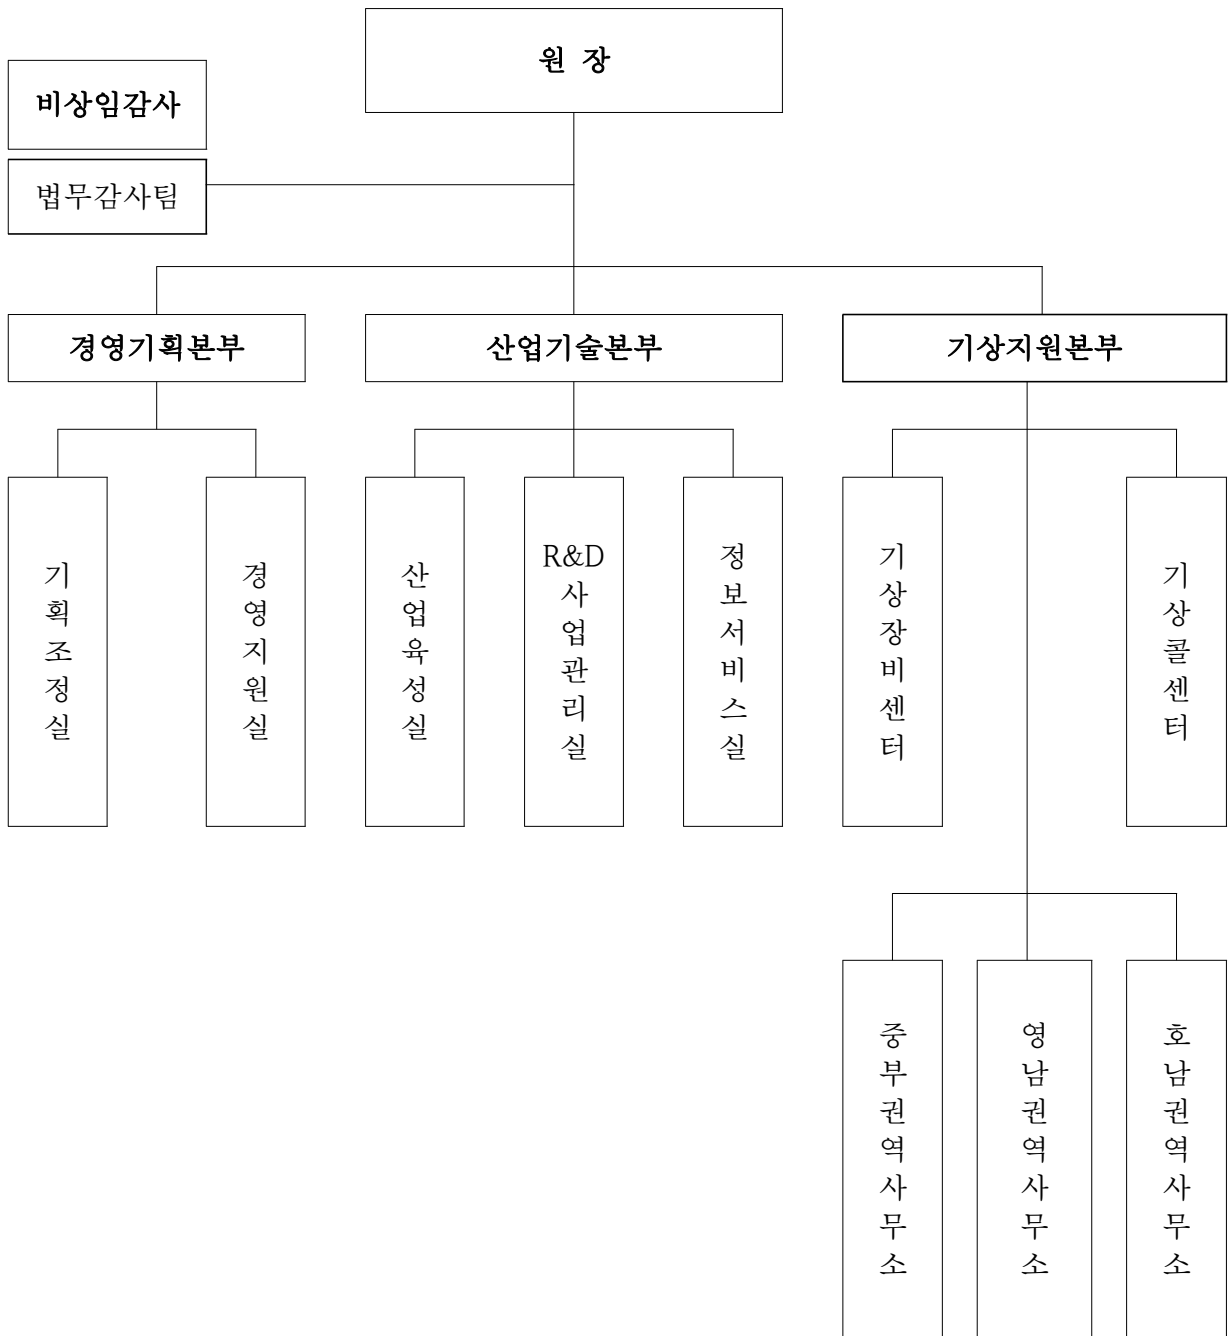 원 장
비상임감사
법무감사팀
경영기획본부
산업기술본부
기상지원본부
기획조정실
경영지원실
산업육성실
R&D
사업관리실
정보서비스실
기상장비센터
기상콜센터
중부권역사무소
영남권역사무소
호남권역사무소